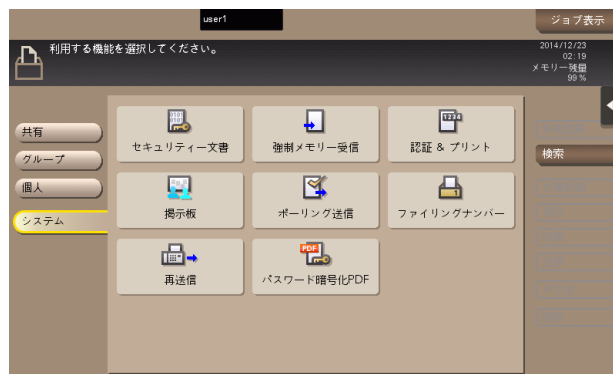 user1
ジョブ表示
利用する機能を選択してください。
2014/12/23
02:19
メモリー残量
99 %
共有
グループ
個人
システム
セキュリティー文書
強制メモリー受信
認証 & プリント
掲示板
ポーリング送信
ファイリングナンバー
再送信
パスワード暗号化PDF
検索